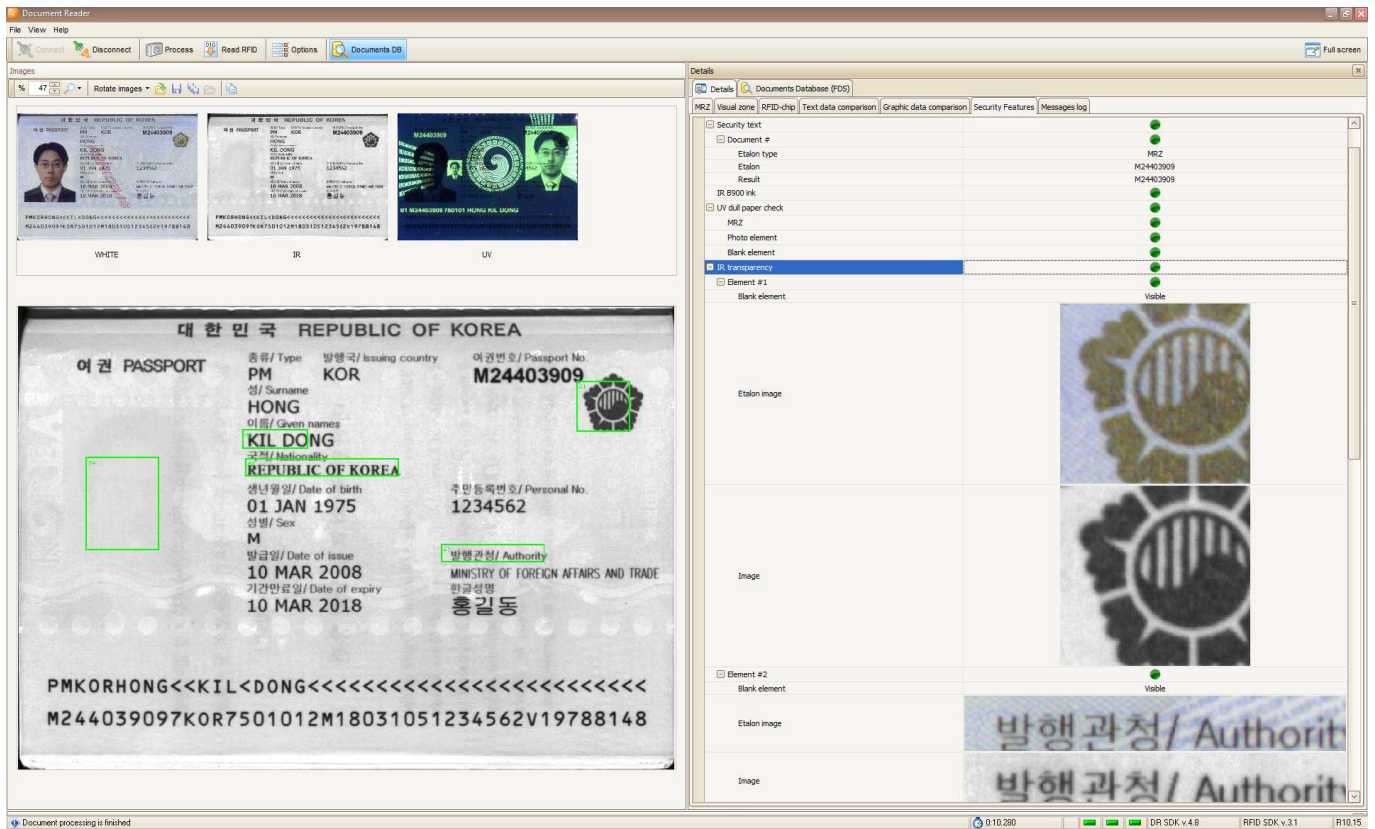 Document Reader
File View Help
Connect Disconnect Process Read RFID Options Documents DB Full screen
Images
% 47 Rotate images
WHITE IR UV
대한민국 REPUBLIC OF KOREA
여권 PASSPORT
종류/ Type 발행국/ Issuing country 여권번호/ Passport No.
PM KOR M24403909
성/ Surname
HONG
이름/ Given names
KIL DONG
국적/ Nationality
REPUBLIC OF KOREA
생년월일/ Date of birth 주민등록번호/ Personal No.
01 JAN 1975 1234562
성별/ Sex
M
발급일/ Date of issue 발행관청/ Authority
10 MAR 2008 MINISTRY OF FOREIGN AFFAIRS AND TRADE
기간만료일/ Date of expiry 한글성명
10 MAR 2018 홍길동
PMKORHONG<<KIL<DONG<<<<<<<<<<<<<<<<<<<<<<<<<
M244039097KOR7501012M18031051234562V19788148
Details
Details Documents Database (FDS)
MRZ Visual zone RFID-chip Text data comparison Graphic data comparison Security Features Messages log
Security text
Document #
Etalon type MRZ
Etalon M24403909
Result M24403909
IR B900 ink
UV dull paper check
MRZ
Photo element
Blank element
IR transparency
Element #1
Blank element Visible
Etalon image
Image
Element #2
Blank element Visible
Etalon image 발행관청/ Authority
Image 발행관청/ Authority
Document processing is finished 0:10.280 DR SDK v.4.8 RFID SDK v.3.1 R10.15